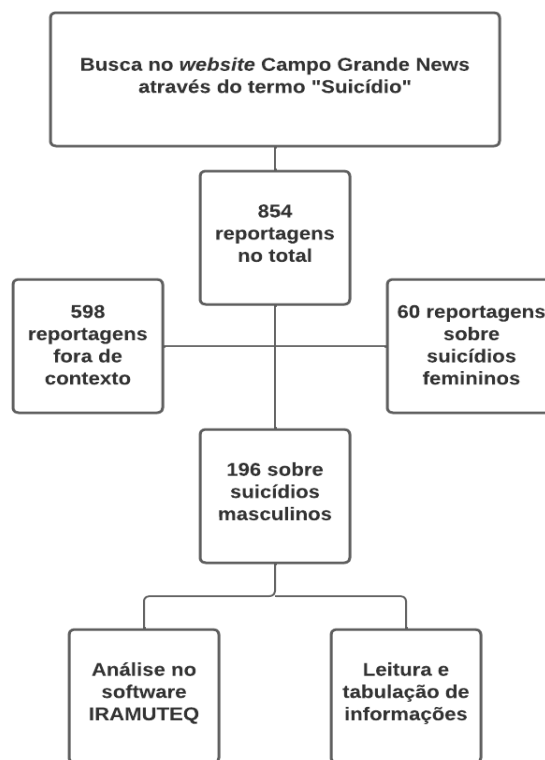 Busca no website Campo Grande News
através do termo "Suicídio"
854
reportagens
no total
598
reportagens
fora de
contexto
60 reportagens
sobre
suicídios
femininos
196 sobre
suicídios
masculinos
Análise no
software
IRAMUTEQ
Leitura e
tabulação de
informações